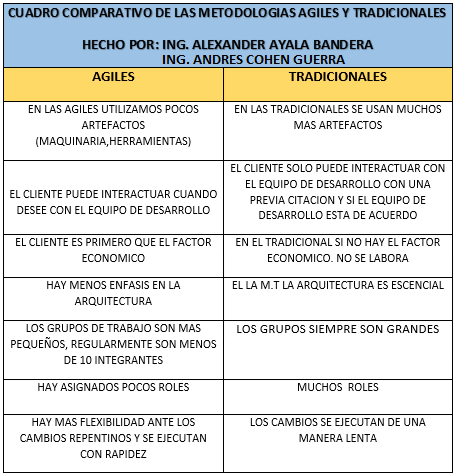 CUADRO COMPARATIVO DE LAS METODOLOGIAS AGILES Y TRADICIONALES
HECHO POR: ING. ALEXANDER AYALA BANDERA
ING. ANDRES COHEN GUERRA
AGILES
TRADICIONALES
EN LAS AGILES UTILIZAMOS POCOS
ARTEFACTOS
(MAQUINARIA,HERRAMIENTAS)
EN LAS TRADICIONALES SE USAN MUCHOS
MAS ARTEFACTOS
EL CLIENTE PUEDE INTERACTUAR CUANDO
DESEE CON EL EQUIPO DE DESARROLLO
EL CLIENTE SOLO PUEDE INTERACTUAR CON
EL EQUIPO DE DESARROLLO CON UNA
PREVIA CITACION Y SI EL EQUIPO DE
DESARROLLO ESTA DE ACUERDO
EL CLIENTE ES PRIMERO QUE EL FACTOR
ECONOMICO
EN EL TRADICIONAL SI NO HAY EL FACTOR
ECONOMICO. NO SE LABORA
HAY MENOS ENFASIS EN LA
ARQUITECTURA
EL LA M.T LA ARQUITECTURA ES ESCENCIAL
LOS GRUPOS DE TRABAJO SON MAS
PEQUEÑOS, REGULARMENTE SON MENOS
DE 10 INTEGRANTES
LOS GRUPOS SIEMPRE SON GRANDES
HAY ASIGNADOS POCOS ROLES
MUCHOS ROLES
HAY MAS FLEXIBILIDAD ANTE LOS
CAMBIOS REPENTINOS Y SE EJECUTAN
CON RAPIDEZ
LOS CAMBIOS SE EJECUTAN DE UNA
MANERA LENTA